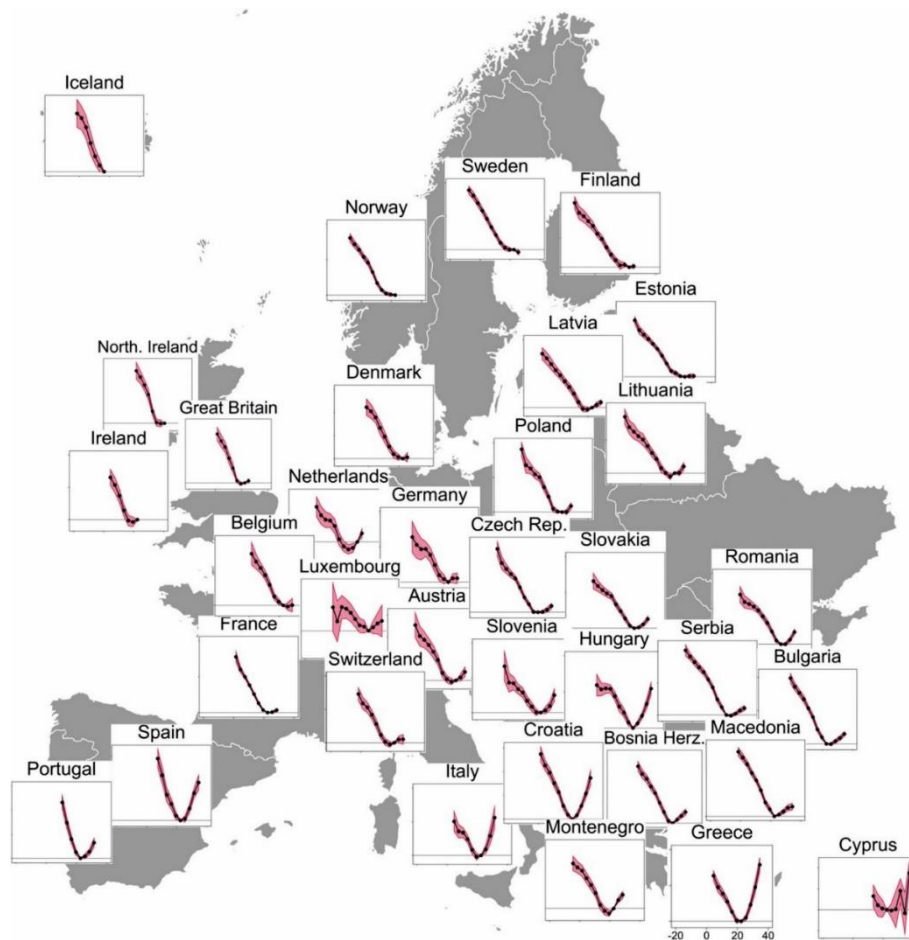 Iceland
Sweden
Finland
Norway
Estonia
Latvia
North. Ireland
Denmark
Lithuania
Great Britain
Poland
Ireland
Netherlands
Germany
Belgium
Czech Rep.
Slovakia
Luxembourg
Romania
Austria
France
Slovenia
Serbia
Hungary
Switzerland
Bulgaria
Spain
Croatia
Bosnia Herz.
Macedonia
Portugal
Italy
Montenegro
Greece
Cyprus
-20 0 20 40